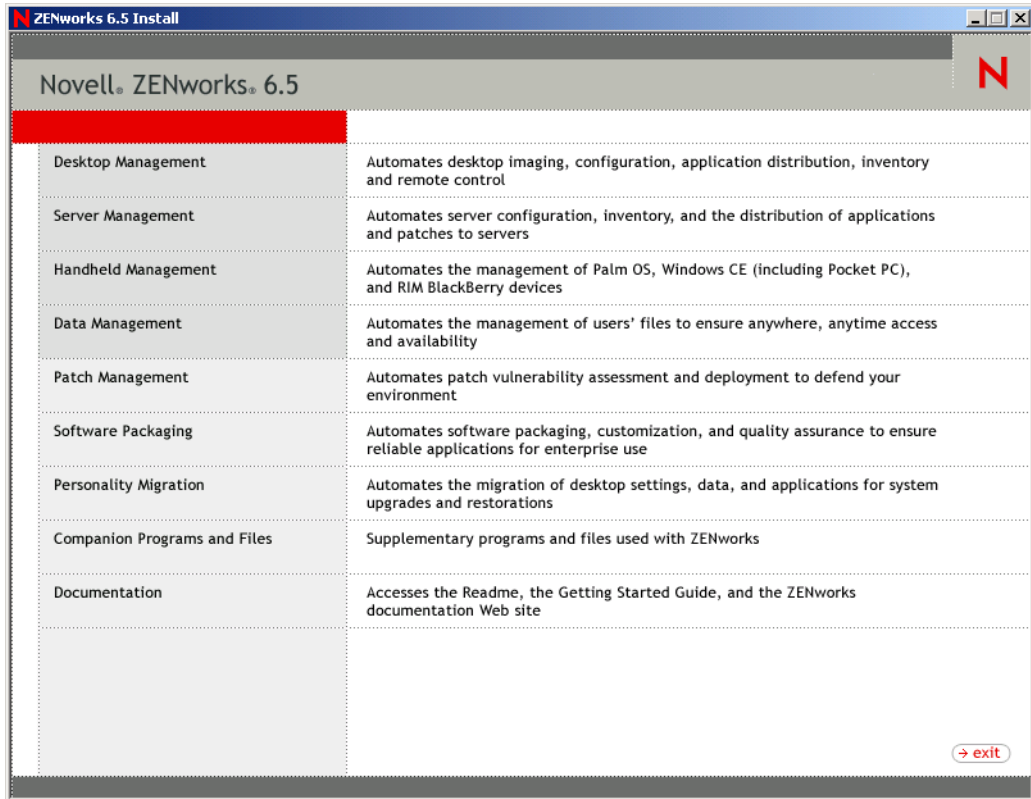 ZENworks 6.5 Install
Novell® ZENworks® 6.5
N
Desktop Management
Automates desktop imaging, configuration, application distribution, inventory
and remote control
Server Management
Automates server configuration, inventory, and the distribution of applications
and patches to servers
Handheld Management
Automates the management of Palm OS, Windows CE (including Pocket PC),
and RIM BlackBerry devices
Data Management
Automates the management of users’ files to ensure anywhere, anytime access
and availability
Patch Management
Automates patch vulnerability assessment and deployment to defend your
environment
Software Packaging
Automates software packaging, customization, and quality assurance to ensure
reliable applications for enterprise use
Personality Migration
Automates the migration of desktop settings, data, and applications for system
upgrades and restorations
Companion Programs and Files
Supplementary programs and files used with ZENworks
Documentation
Accesses the Readme, the Getting Started Guide, and the ZENworks
documentation Web site
→ exit